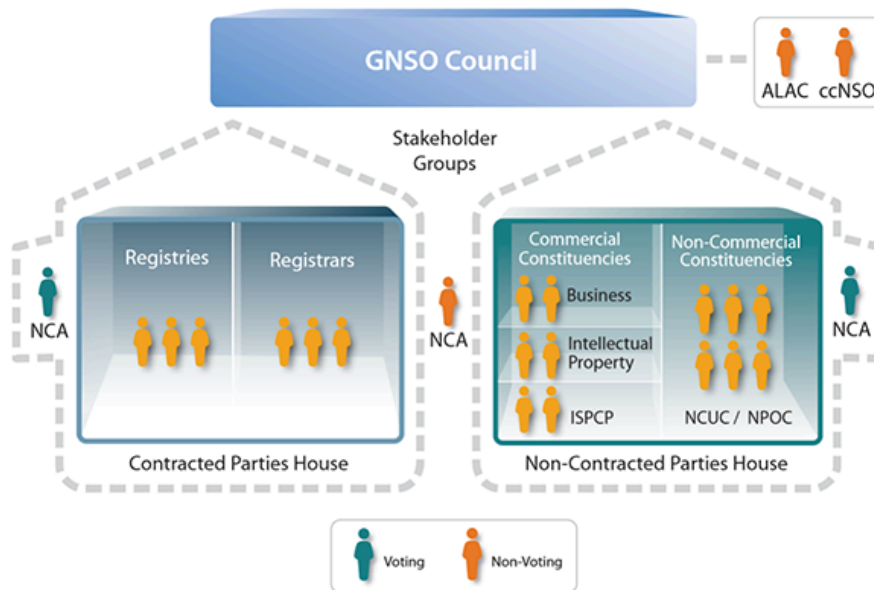 GNSO Council
ALAC ccNSO
Stakeholder
Groups
Registries
Registrars
Commercial
Constituencies
Non-Commercial
Constituencies
Business
Intellectual
Property
ISPCP
NCUC / NPOC
NCA
NCA
NCA
Contracted Parties House
Non-Contracted Parties House
Voting
Non-Voting